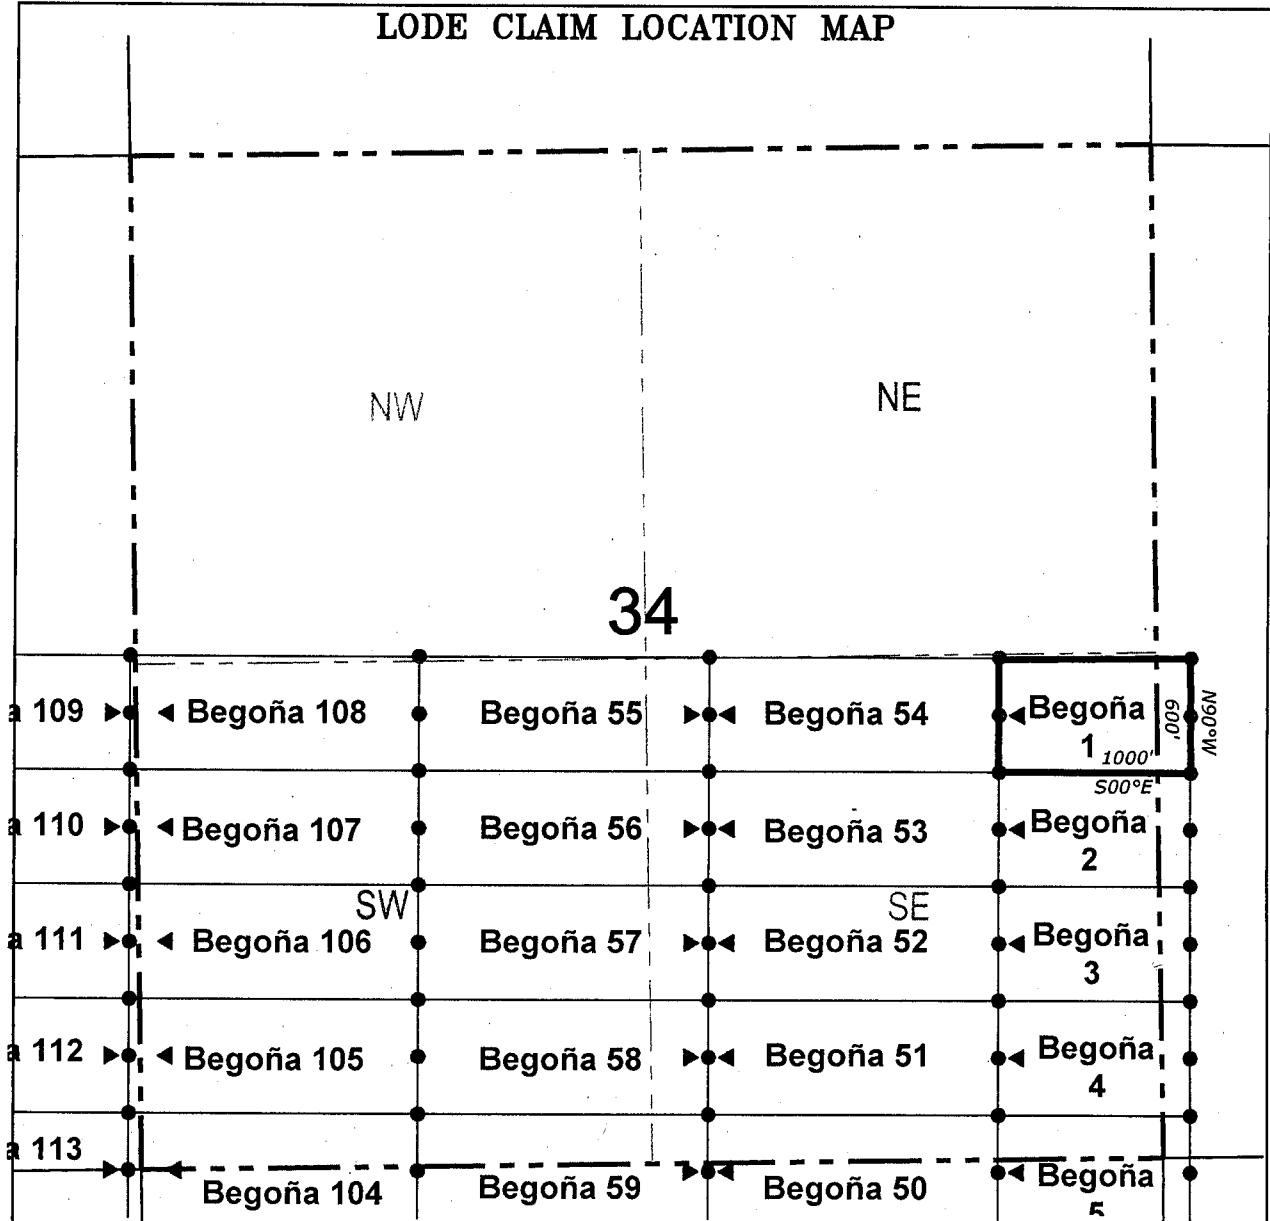 LODE CLAIM LOCATION MAP
NW
NE
34
a 109
Begoña 108
Begoña 55
Begoña 54
Begoña
1
1000'
600'
N90°W
S00°E
a 110
Begoña 107
Begoña 56
Begoña 53
Begoña
2
SW
SE
a 111
Begoña 106
Begoña 57
Begoña 52
Begoña
3
a 112
Begoña 105
Begoña 58
Begoña 51
Begoña
4
a 113
Begoña 104
Begoña 59
Begoña 50
Begoña
5